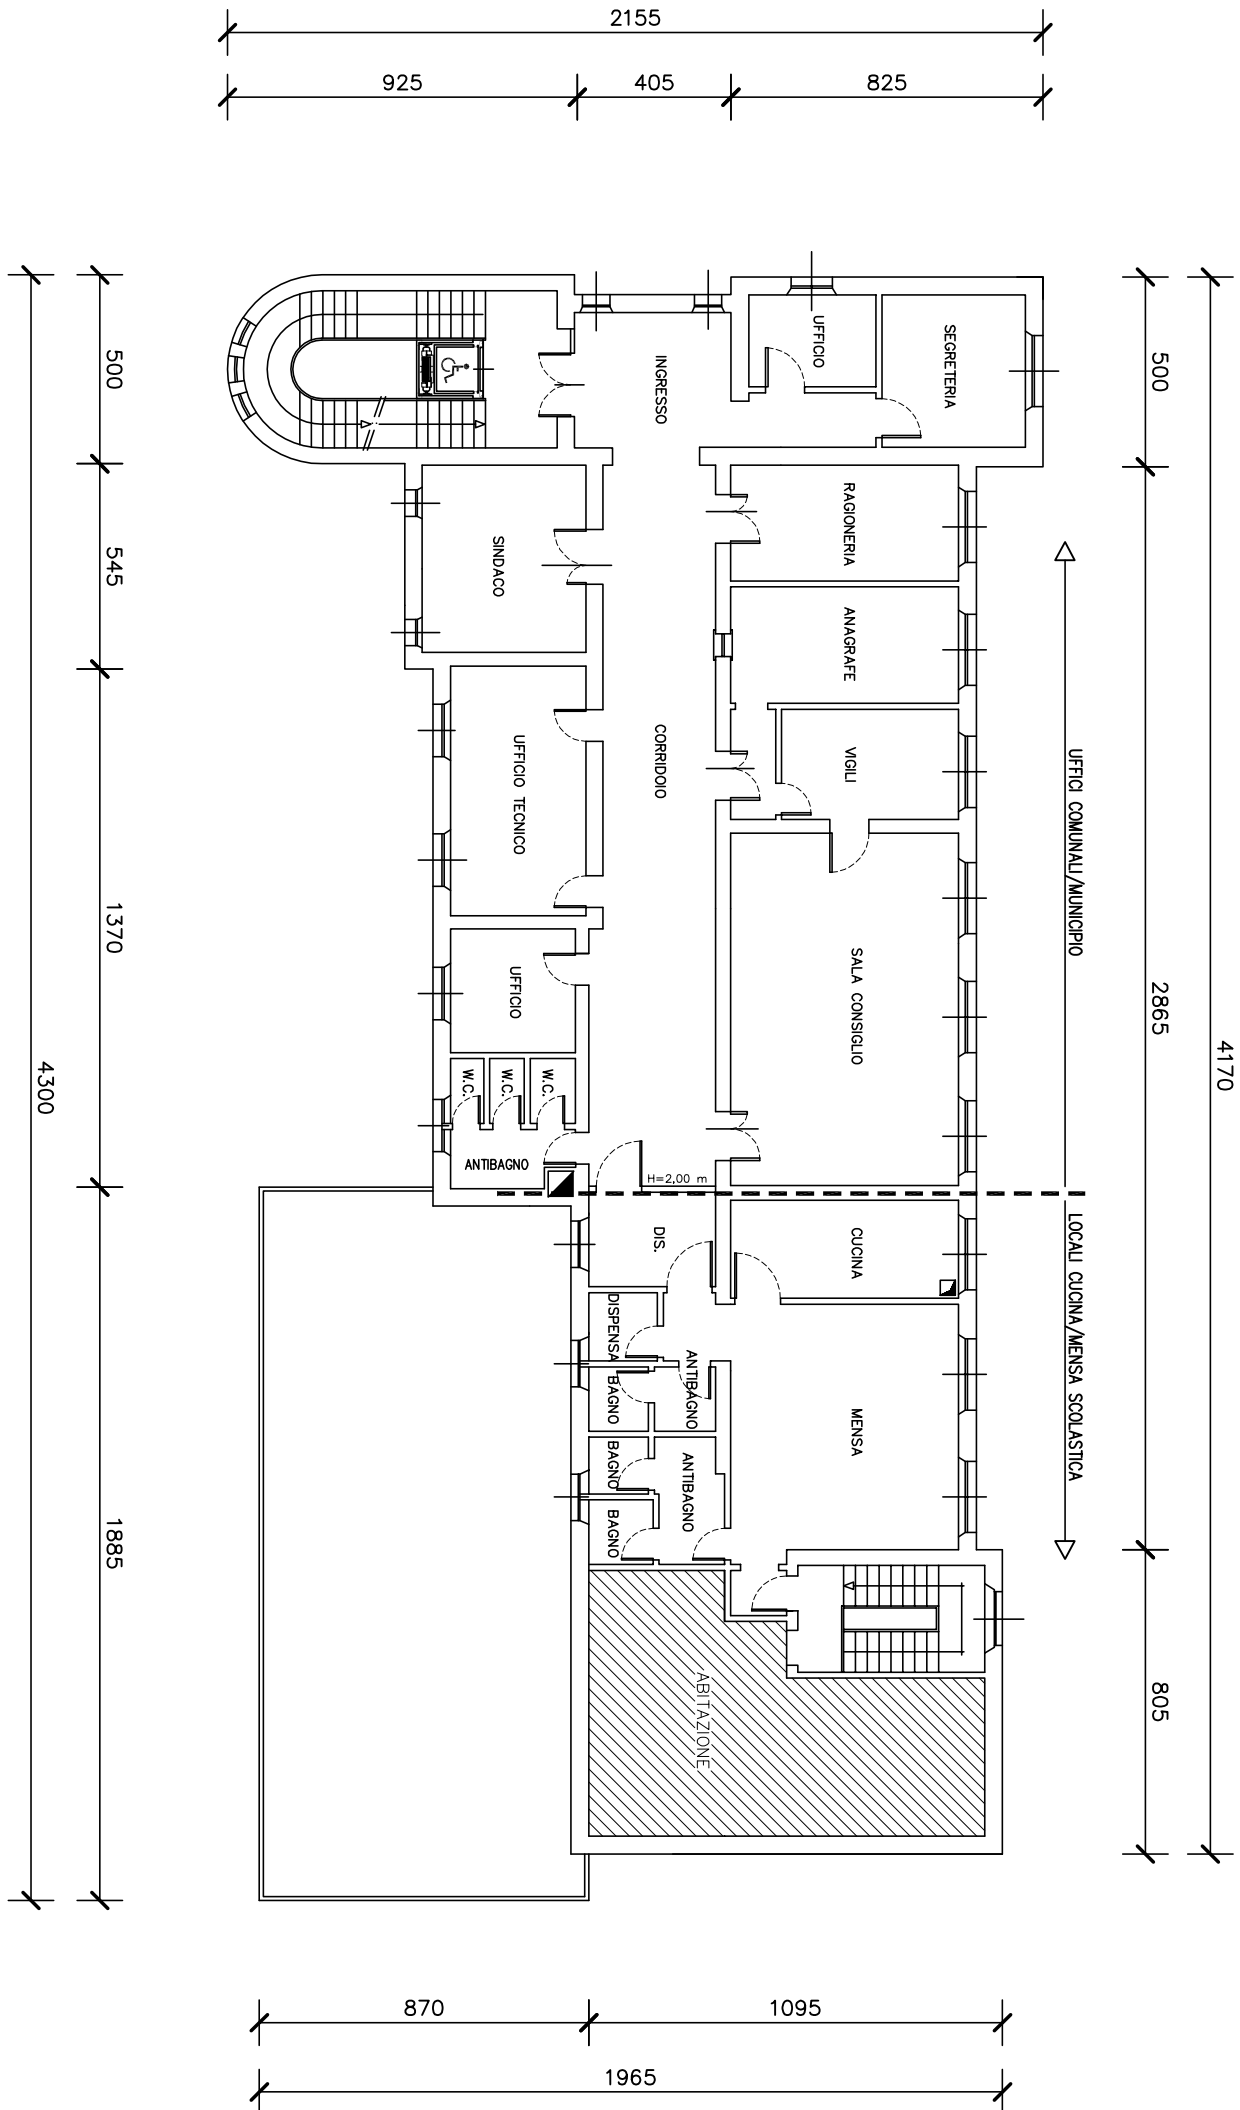 2155
925
405
825
500
545
1370
1885
4300
500
2865
805
4170
UFFICIO
SEGRETERIA
INGRESSO
RAGIONERIA
SINDACO
ANAGRAFE
CORRIDOIO
VIGILI
UFFICIO TECNICO
UFFICI COMUNALI/MUNICIPIO
SALA CONSIGLIO
UFFICIO
W.C.
W.C.
W.C.
ANTIBAGNO
H=2,00 m
DIS.
CUCINA
LOCALI CUCINA/MENSA SCOLASTICA
DISPENSA
ANTIBAGNO
BAGNO
MENSA
BAGNO
ANTIBAGNO
BAGNO
ABITAZIONE
870
1095
1965